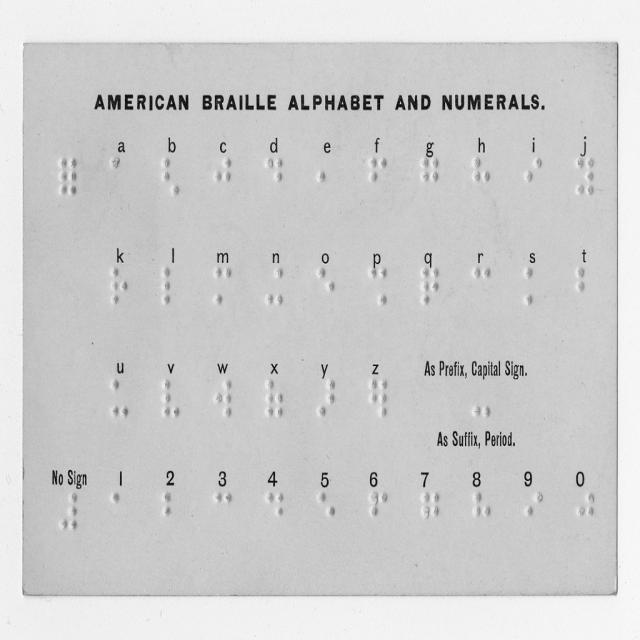 AMERICAN BRAILLE ALPHABET AND NUMERALS.
a b c d e f g h i j
k l m n o p q r s t
u v w x y z As Prefix, Capital Sign.
As Suffix, Period.
No Sign 1 2 3 4 5 6 7 8 9 0